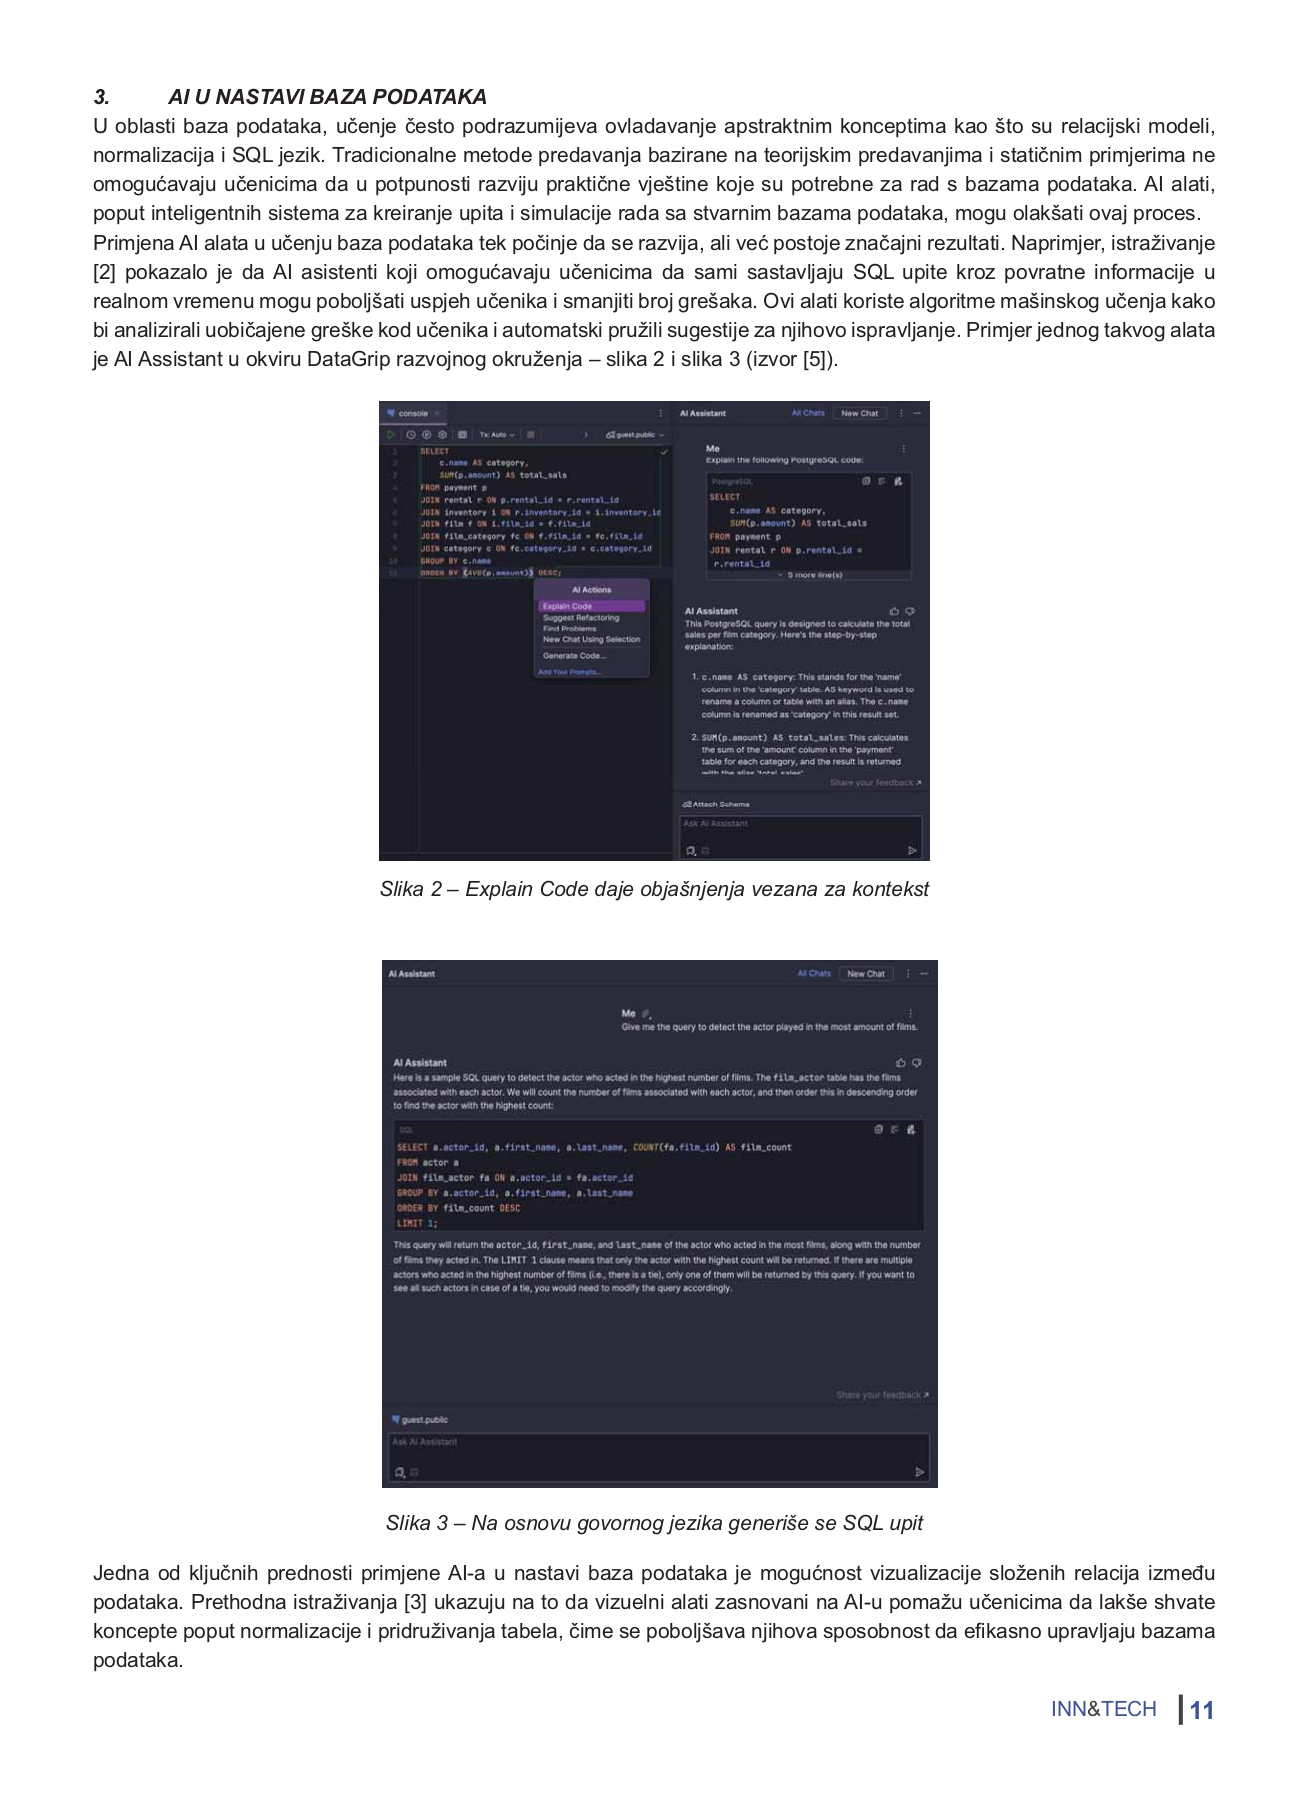 3. AI U NASTAVI BAZA PODATAKA
U oblasti baza podataka, učenje često podrazumijeva ovladavanje apstraktnim konceptima kao što su relacijski modeli,
normalizacija i SQL jezik. Tradicionalne metode predavanja bazirane na teorijskim predavanjima i statičnim primjerima ne
omogućavaju učenicima da u potpunosti razviju praktične vještine koje su potrebne za rad s bazama podataka. AI alati,
poput inteligentnih sistema za kreiranje upita i simulacije rada sa stvarnim bazama podataka, mogu olakšati ovaj proces.
Primjena AI alata u učenju baza podataka tek počinje da se razvija, ali već postoje značajni rezultati. Naprimjer, istraživanje
[2] pokazalo je da AI asistenti koji omogućavaju učenicima da sami sastavljaju SQL upite kroz povratne informacije u
realnom vremenu mogu poboljšati uspjeh učenika i smanjiti broj grešaka. Ovi alati koriste algoritme mašinskog učenja kako
bi analizirali uobičajene greške kod učenika i automatski pružili sugestije za njihovo ispravljanje. Primjer jednog takvog alata
je AI Assistant u okviru DataGrip razvojnog okruženja – slika 2 i slika 3 (izvor [5]).
console
Tx: Auto
guest.public
1 SELECT
2 c.name AS category,
3 SUM(p.amount) AS total_sals
4 FROM payment p
5 JOIN rental r ON p.rental_id = r.rental_id
6 JOIN inventory i ON r.inventory_id = i.inventory_id
7 JOIN film f ON i.film_id = f.film_id
8 JOIN film_category fc ON f.film_id = fc.film_id
9 JOIN category c ON fc.category_id = c.category_id
10 GROUP BY c.name
11 ORDER BY (AVG(p.amount)) DESC;
AI Actions
Explain Code
Suggest Refactoring
Find Problems
New Chat Using Selection
Generate Code...
Add Your Prompts...
AI Assistant All Chats New Chat
Me
Explain the following PostgreSQL code:
PostgreSQL
SELECT
c.name AS category,
SUM(p.amount) AS total_sals
FROM payment p
JOIN rental r ON p.rental_id =
r.rental_id
5 more line(s)
AI Assistant
This PostgreSQL query is designed to calculate the total
sales per film category. Here's the step-by-step
explanation:
1. c.name AS category: This stands for the 'name'
column in the 'category' table. AS keyword is used to
rename a column or table with an alias. The c.name
column is renamed as 'category' in this result set.
2. SUM(p.amount) AS total_sales: This calculates
the sum of the 'amount' column in the 'payment'
table for each category, and the result is returned
with the alias 'total_sales'
Share your feedback
Attach Schema
Ask AI Assistant
Slika 2 – Explain Code daje objašnjenja vezana za kontekst
AI Assistant All Chats New Chat
Me
Give me the query to detect the actor played in the most amount of films.
AI Assistant
Here is a sample SQL query to detect the actor who acted in the highest number of films. The film_actor table has the films
associated with each actor. We will count the number of films associated with each actor, and then order this in descending order
to find the actor with the highest count:
SQL
SELECT a.actor_id, a.first_name, a.last_name, COUNT(fa.film_id) AS film_count
FROM actor a
JOIN film_actor fa ON a.actor_id = fa.actor_id
GROUP BY a.actor_id, a.first_name, a.last_name
ORDER BY film_count DESC
LIMIT 1;
This query will return the actor_id, first_name, and last_name of the actor who acted in the most films, along with the number
of films they acted in. The LIMIT 1 clause means that only the actor with the highest count will be returned. If there are multiple
actors who acted in the highest number of films (i.e., there is a tie), only one of them will be returned by this query. If you want to
see all such actors in case of a tie, you would need to modify the query accordingly.
Share your feedback
guest.public
Ask AI Assistant
Slika 3 – Na osnovu govornog jezika generiše se SQL upit
Jedna od ključnih prednosti primjene AI-a u nastavi baza podataka je mogućnost vizualizacije složenih relacija između
podataka. Prethodna istraživanja [3] ukazuju na to da vizuelni alati zasnovani na AI-u pomažu učenicima da lakše shvate
koncepte poput normalizacije i pridruživanja tabela, čime se poboljšava njihova sposobnost da efikasno upravljaju bazama
podataka.
INN&TECH 11